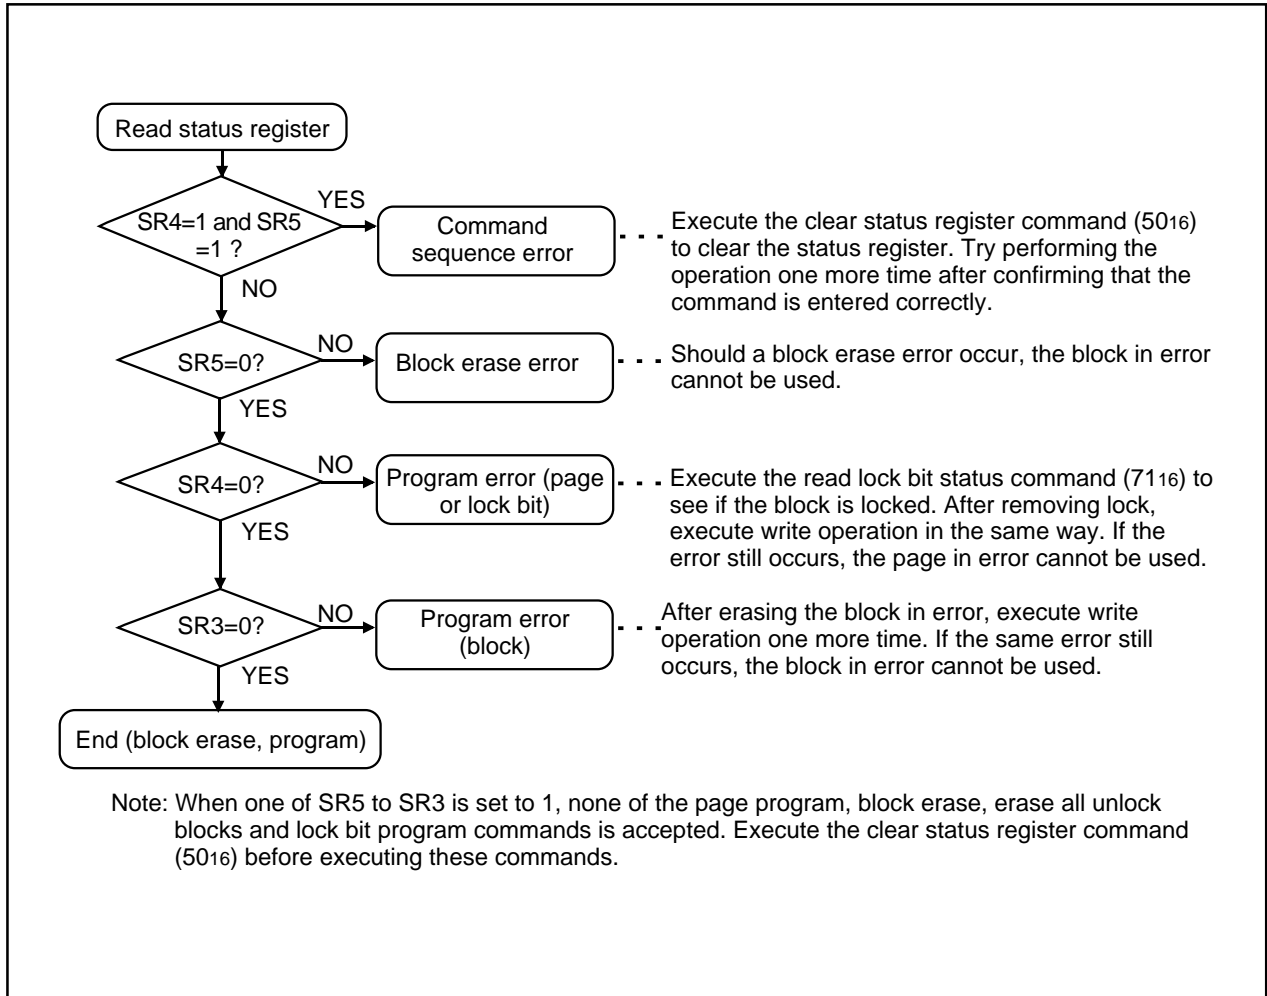 Read status register
SR4=1 and SR5
=1 ?
YES
Command
sequence error
Execute the clear status register command (5016)
to clear the status register. Try performing the
operation one more time after confirming that the
command is entered correctly.
NO
SR5=0?
NO
Block erase error
Should a block erase error occur, the block in error
cannot be used.
YES
SR4=0?
NO
Program error (page
or lock bit)
Execute the read lock bit status command (7116) to
see if the block is locked. After removing lock,
execute write operation in the same way. If the
error still occurs, the page in error cannot be used.
YES
SR3=0?
NO
Program error
(block)
After erasing the block in error, execute write
operation one more time. If the same error still
occurs, the block in error cannot be used.
YES
End (block erase, program)
Note: When one of SR5 to SR3 is set to 1, none of the page program, block erase, erase all unlock
blocks and lock bit program commands is accepted. Execute the clear status register command
(5016) before executing these commands.